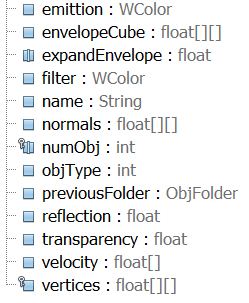 emittion : WColor
envelopeCube : float[][]
expandEnvelope : float
filter : WColor
name : String
normals : float[][]
numObj : int
objType : int
previousFolder : ObjFolder
reflection : float
transparency : float
velocity : float[]
vertices : float[][]